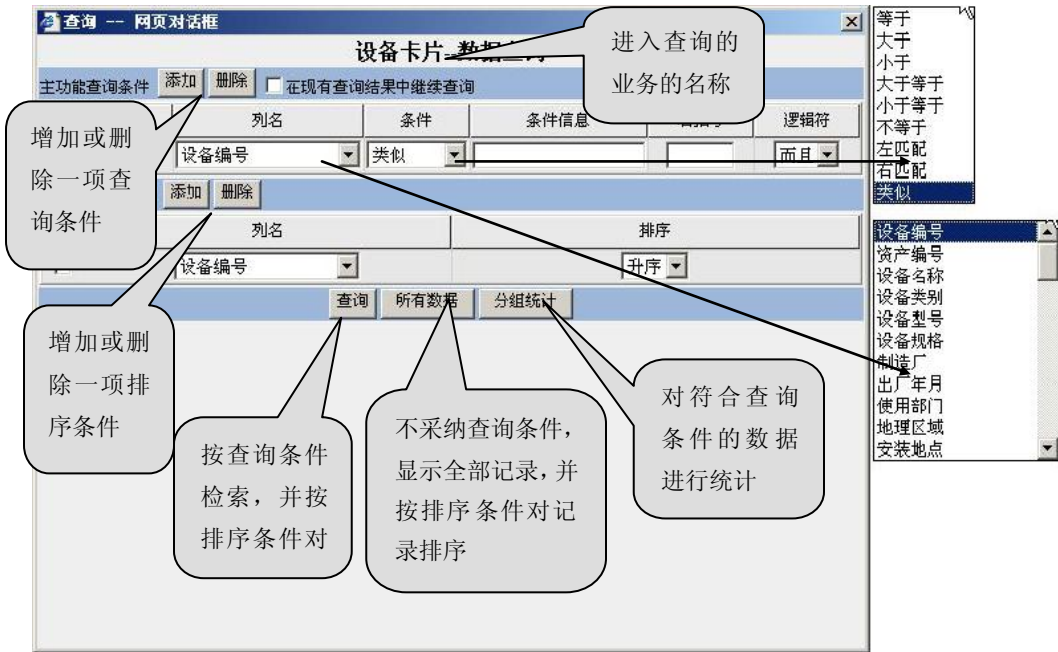 查询 -- 网页对话框
设备卡片 数据
进入查询的
业务的名称
主功能查询条件 添加 删除 在现有查询结果中继续查询
增加或删
除一项查
询条件
列名 条件 条件信息 逻辑符
设备编号 类似 而且
添加 删除
列名 排序
设备编号 升序
查询 所有数据 分组统计
增加或删
除一项排
序条件
按查询条件
检索，并按
排序条件对
不采纳查询条件，
显示全部记录，并
按排序条件对记
录排序
对符合查询
条件的数据
进行统计
等于
大于
小于
大于等于
小于等于
不等于
左匹配
右匹配
类似
设备编号
资产编号
设备名称
设备类别
设备型号
设备规格
制造厂
出厂年月
使用部门
地理区域
安装地点